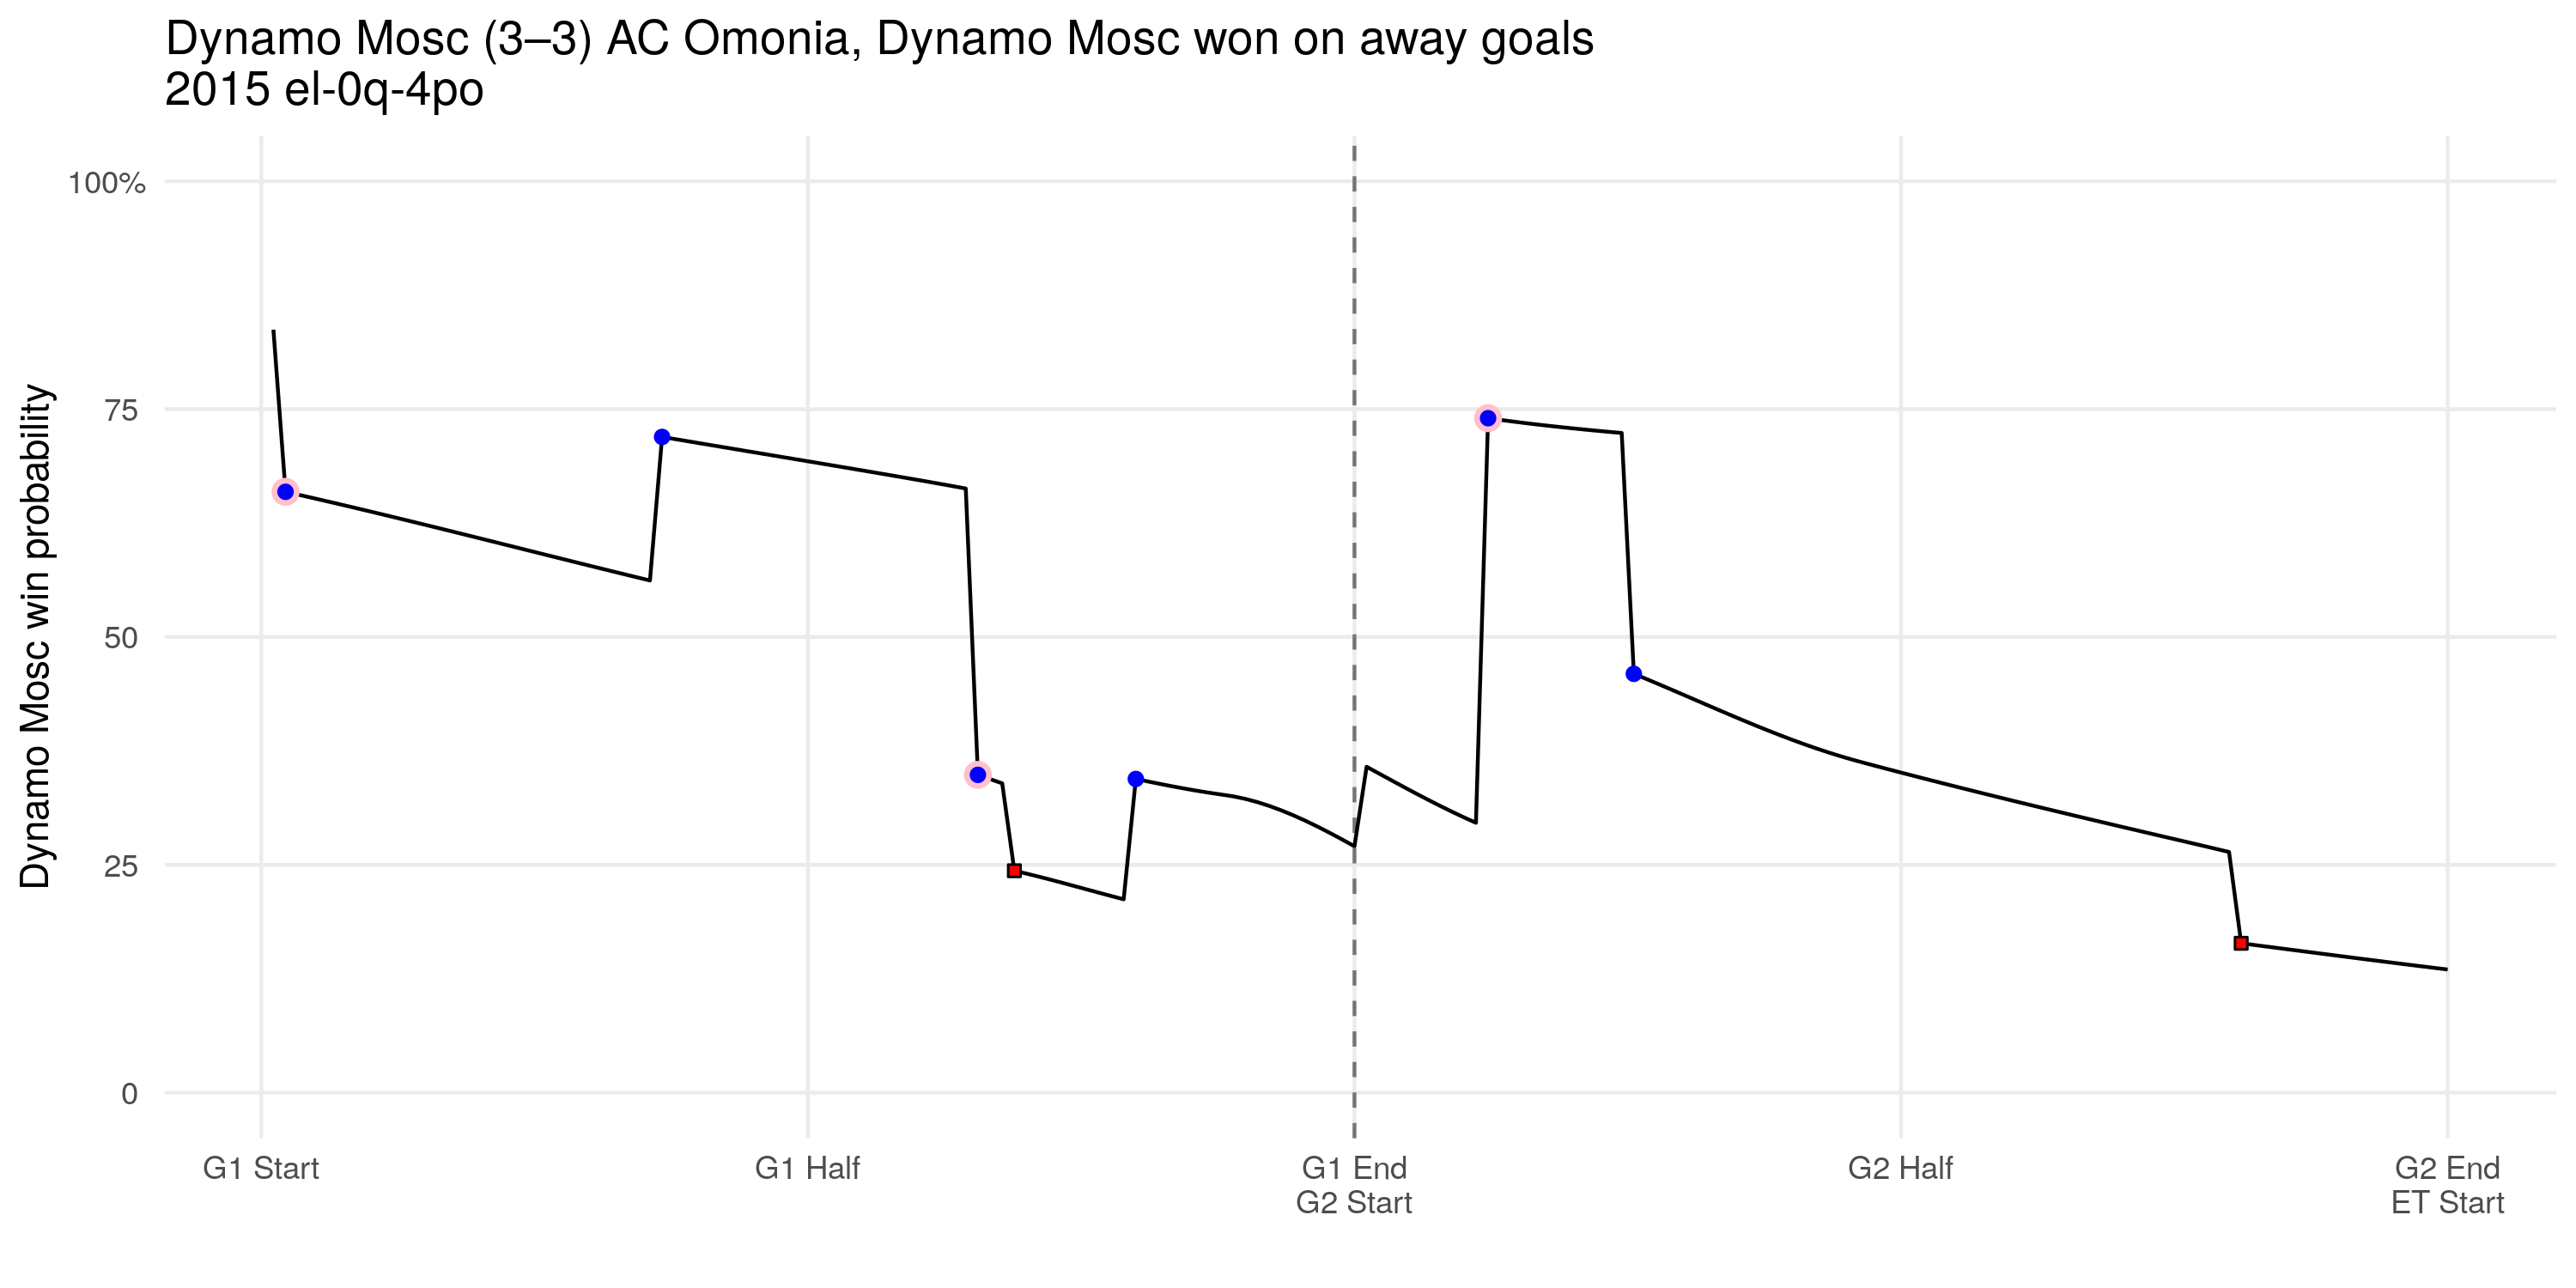 Dynamo Mosc (3–3) AC Omonia, Dynamo Mosc won on away goals
2015 el-0q-4po
Dynamo Mosc win probability
100%
75
50
25
0
G1 Start
G1 Half
G1 End
G2 Start
G2 Half
G2 End
ET Start